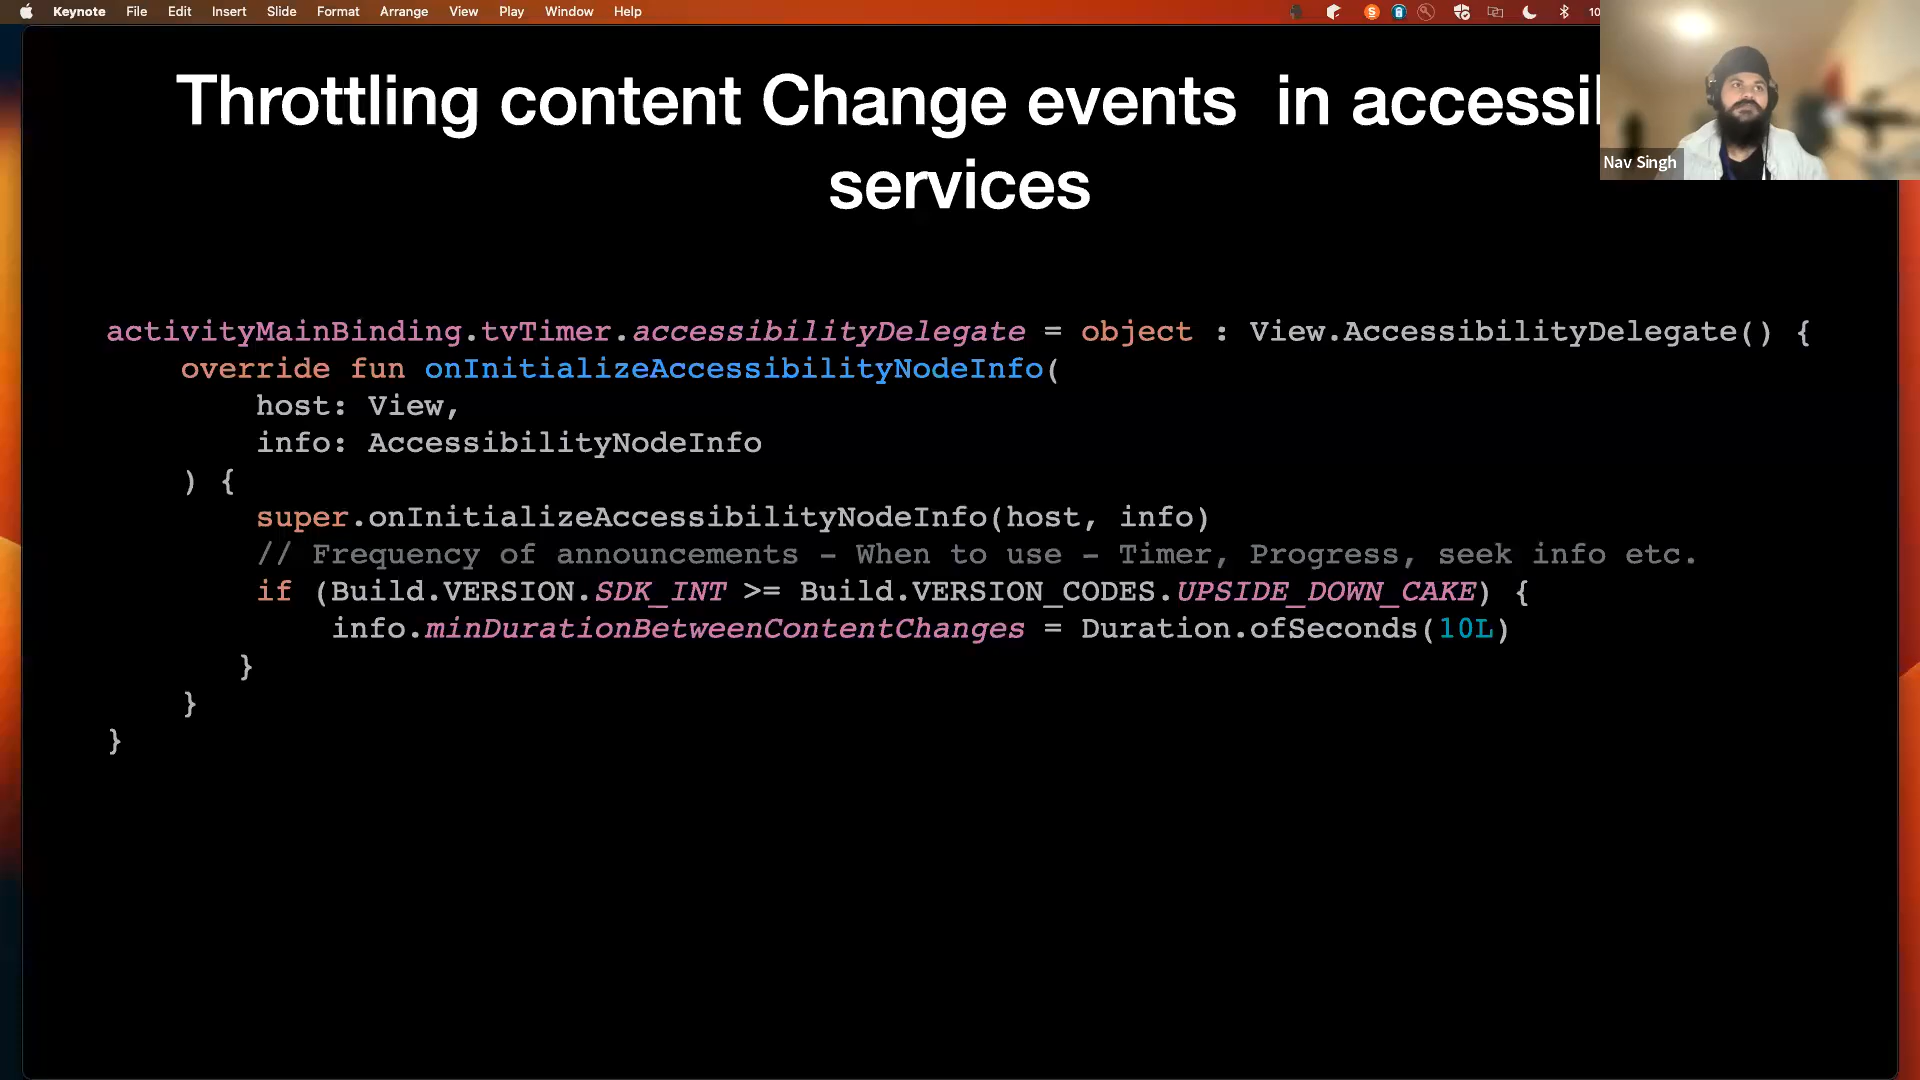 Keynote File Edit Insert Slide Format Arrange View Play Window Help 10
Throttling content Change events  in accessi
services
Nav Singh
activityMainBinding.tvTimer.accessibilityDelegate = object : View.AccessibilityDelegate() {
    override fun onInitializeAccessibilityNodeInfo(
        host: View,
        info: AccessibilityNodeInfo
    ) {
        super.onInitializeAccessibilityNodeInfo(host, info)
        // Frequency of announcements – When to use – Timer, Progress, seek info etc.
        if (Build.VERSION.SDK_INT >= Build.VERSION_CODES.UPSIDE_DOWN_CAKE) {
            info.minDurationBetweenContentChanges = Duration.ofSeconds(10L)
       }
    }
}